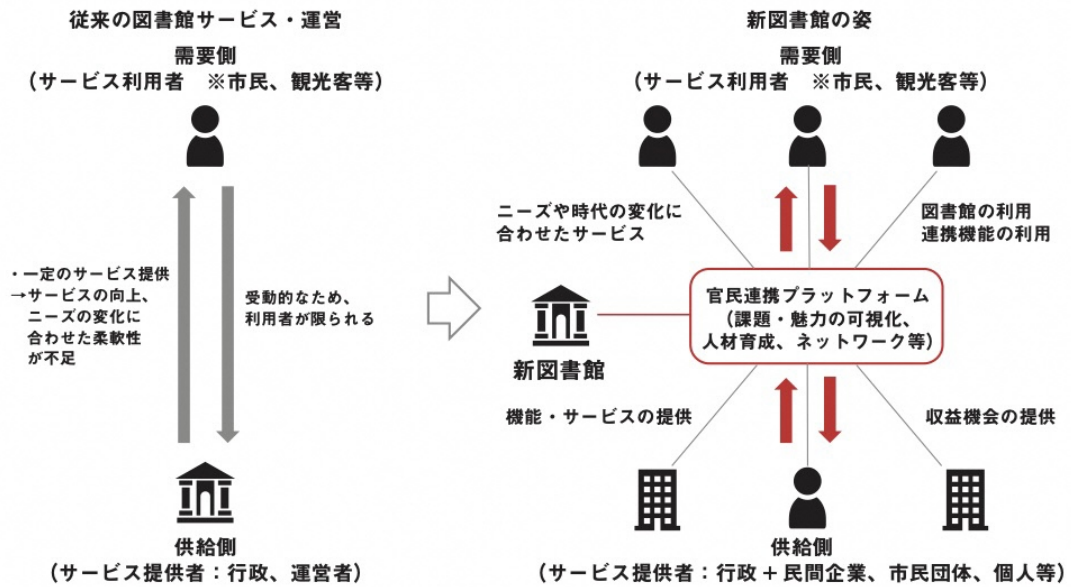 従来の図書館サービス・運営
需要側
（サービス利用者　※市民、観光客等）
・一定のサービス提供
→サービスの向上、
ニーズの変化に
合わせた柔軟性
が不足
受動的なため、
利用者が限られる
供給側
（サービス提供者：行政、運営者）
新図書館の姿
需要側
（サービス利用者　※市民、観光客等）
ニーズや時代の変化に
合わせたサービス
図書館の利用
連携機能の利用
官民連携プラットフォーム
（課題・魅力の可視化、
人材育成、ネットワーク等）
新図書館
機能・サービスの提供
収益機会の提供
供給側
（サービス提供者：行政＋民間企業、市民団体、個人等）